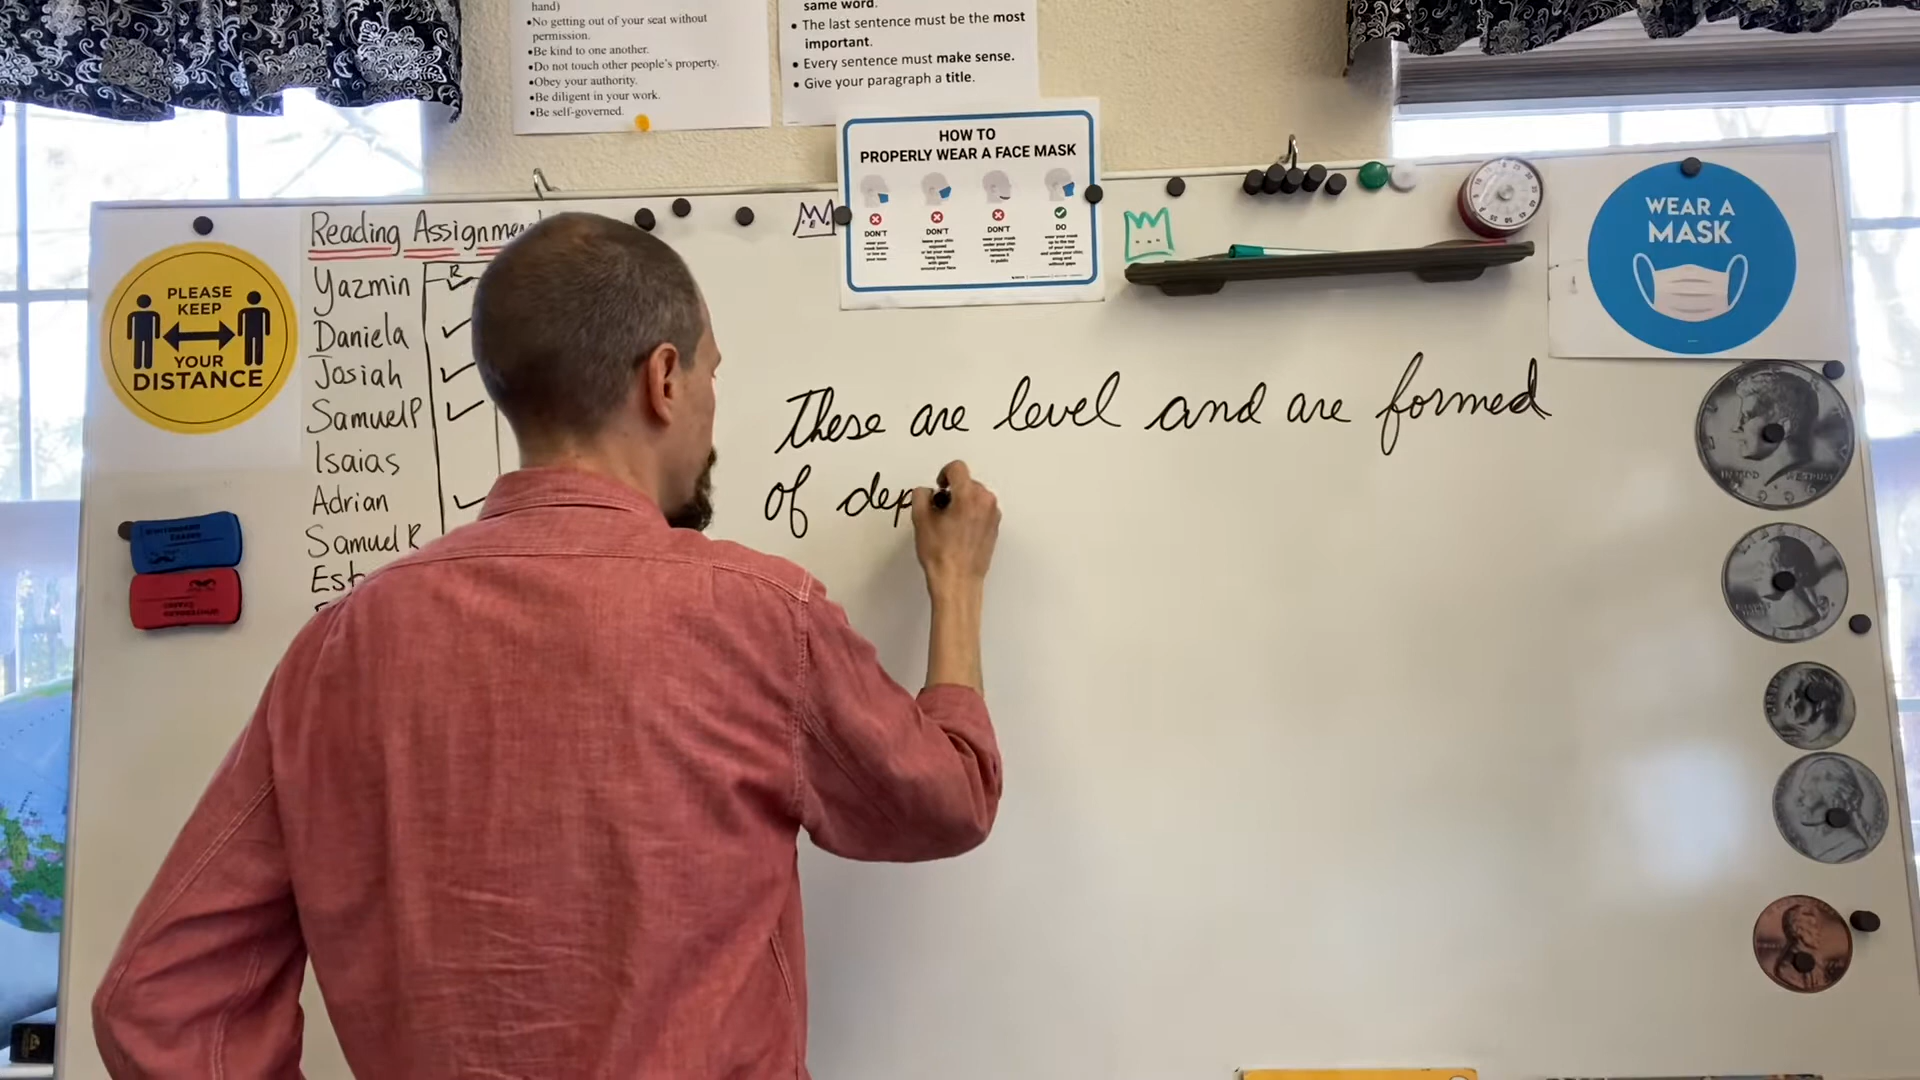 hand)
•No getting out of your seat without
permission.
•Be kind to one another.
•Do not touch other people's property.
•Obey your authority.
•Be diligent in your work.
•Be self-governed.
same word.
• The last sentence must be the most
important.
• Every sentence must make sense.
• Give your paragraph a title.
HOW TO
PROPERLY WEAR A FACE MASK
DON'T
DON'T
DON'T
DO
WEAR A
MASK
PLEASE
KEEP
YOUR
DISTANCE
Reading Assignmen
R
Yazmin
Daniela
Josiah
Samuel P
Isaias
Adrian
Samuel R
Est
These are level and are formed
of dep